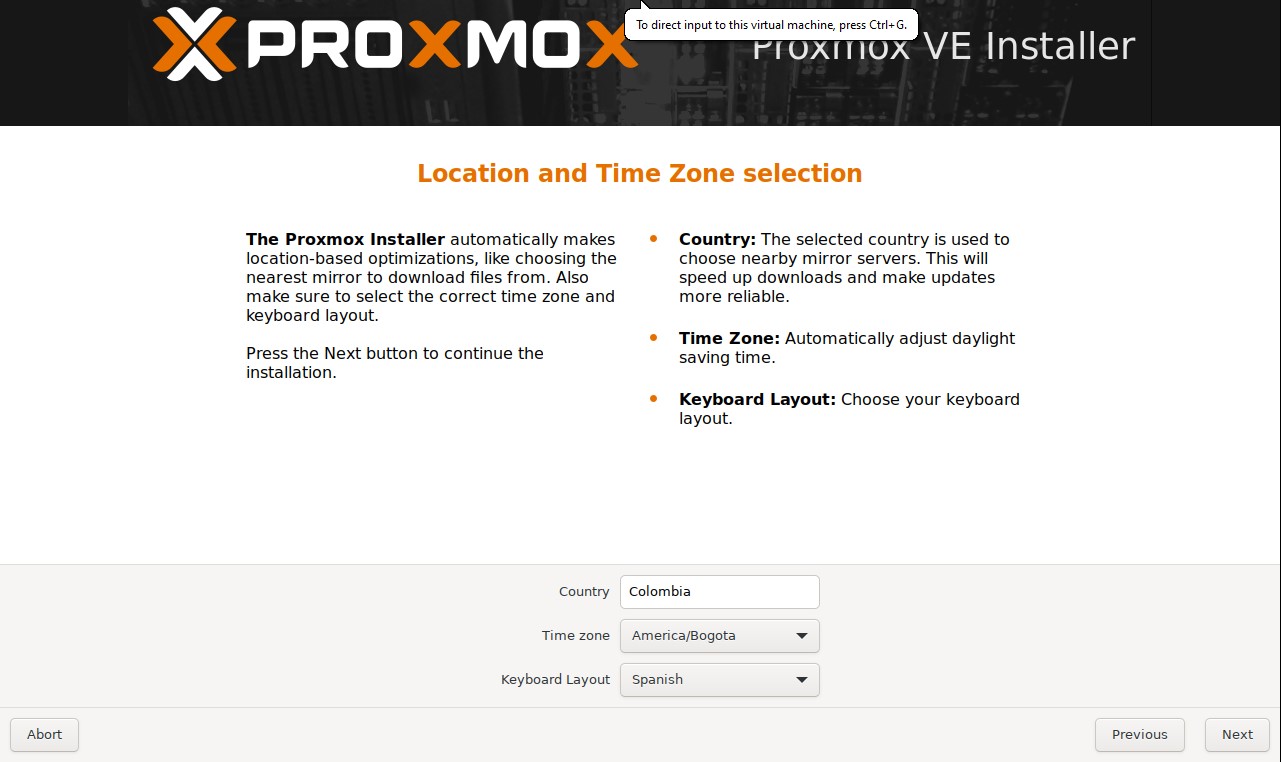 PROXMOX
To direct input to this virtual machine, press Ctrl+G.
Proxmox VE Installer
Location and Time Zone selection
The Proxmox Installer automatically makes
location-based optimizations, like choosing the
nearest mirror to download files from. Also
make sure to select the correct time zone and
keyboard layout.
Press the Next button to continue the
installation.
Country: The selected country is used to
choose nearby mirror servers. This will
speed up downloads and make updates
more reliable.
Time Zone: Automatically adjust daylight
saving time.
Keyboard Layout: Choose your keyboard
layout.
Country Colombia
Time zone America/Bogota
Keyboard Layout Spanish
Abort Previous Next